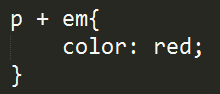 p + em{
    color: red;
}